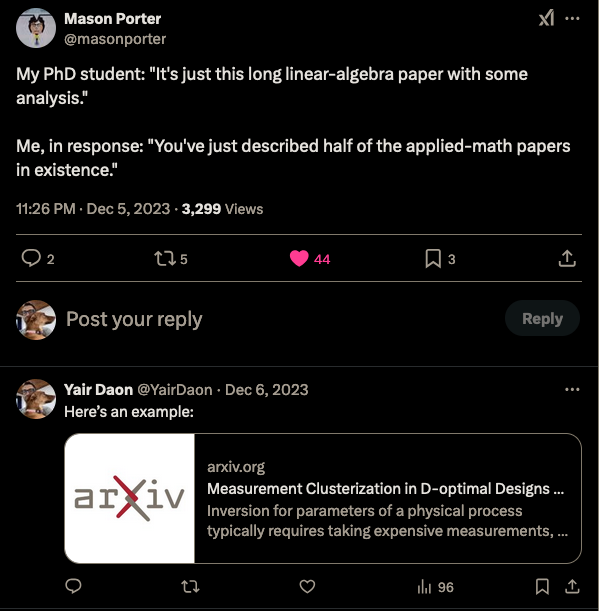 Mason Porter
@masonporter
My PhD student: "It's just this long linear-algebra paper with some
analysis."
Me, in response: "You've just described half of the applied-math papers
in existence."
11:26 PM · Dec 5, 2023 · 3,299 Views
2 5 44 3
Post your reply
Reply
Yair Daon @YairDaon · Dec 6, 2023
Here's an example:
arXiv
arxiv.org
Measurement Clusterization in D-optimal Designs ...
Inversion for parameters of a physical process
typically requires taking expensive measurements, ...
96